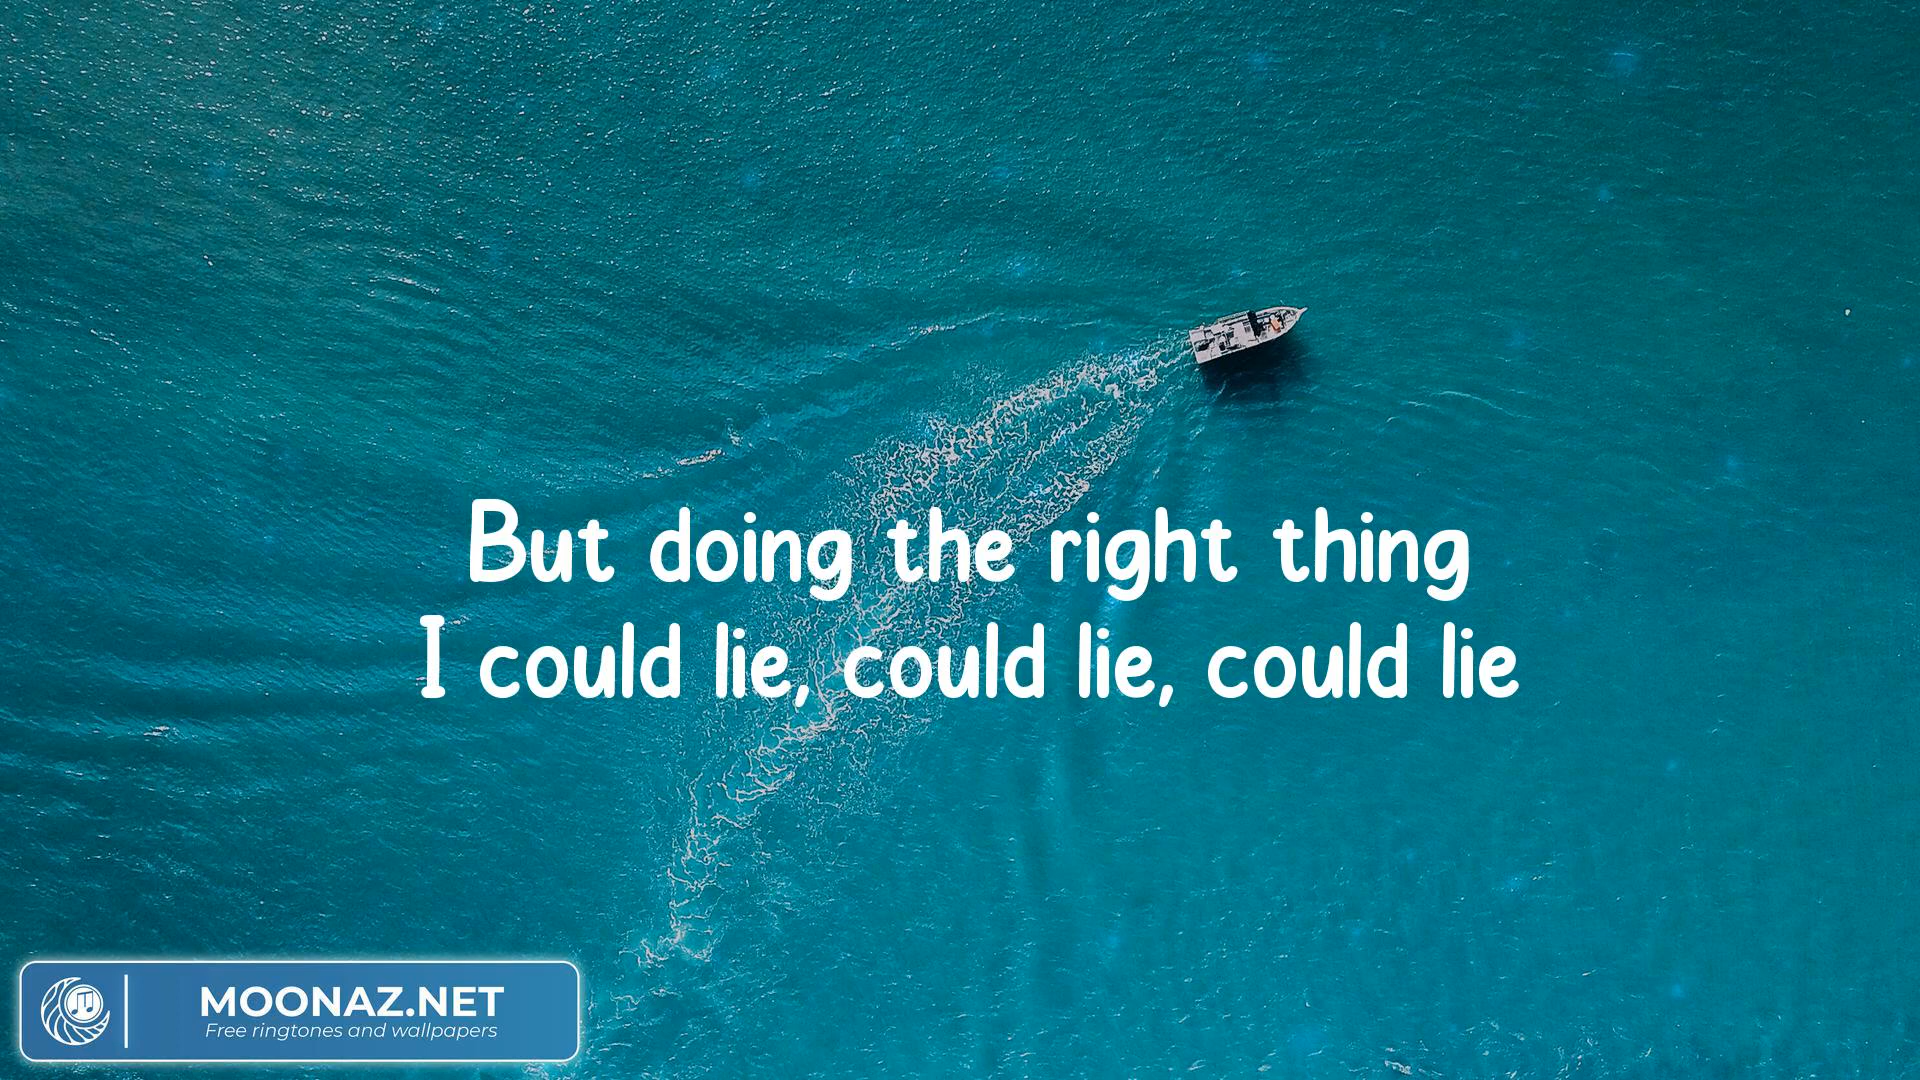 But doing the right thing
I could lie, could lie, could lie
MOONAZ.NET
Free ringtones and wallpapers